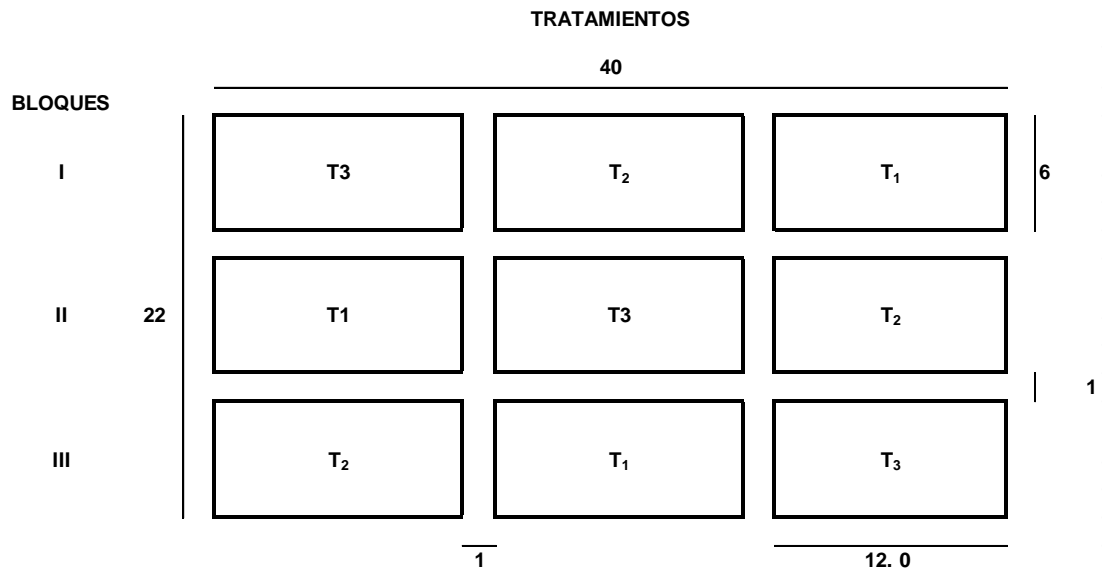 TRATAMIENTOS
40
BLOQUES
I T3 T₂ T₁ 6
II 22 T1 T3 T₂
1
III T₂ T₁ T₃
1 12. 0